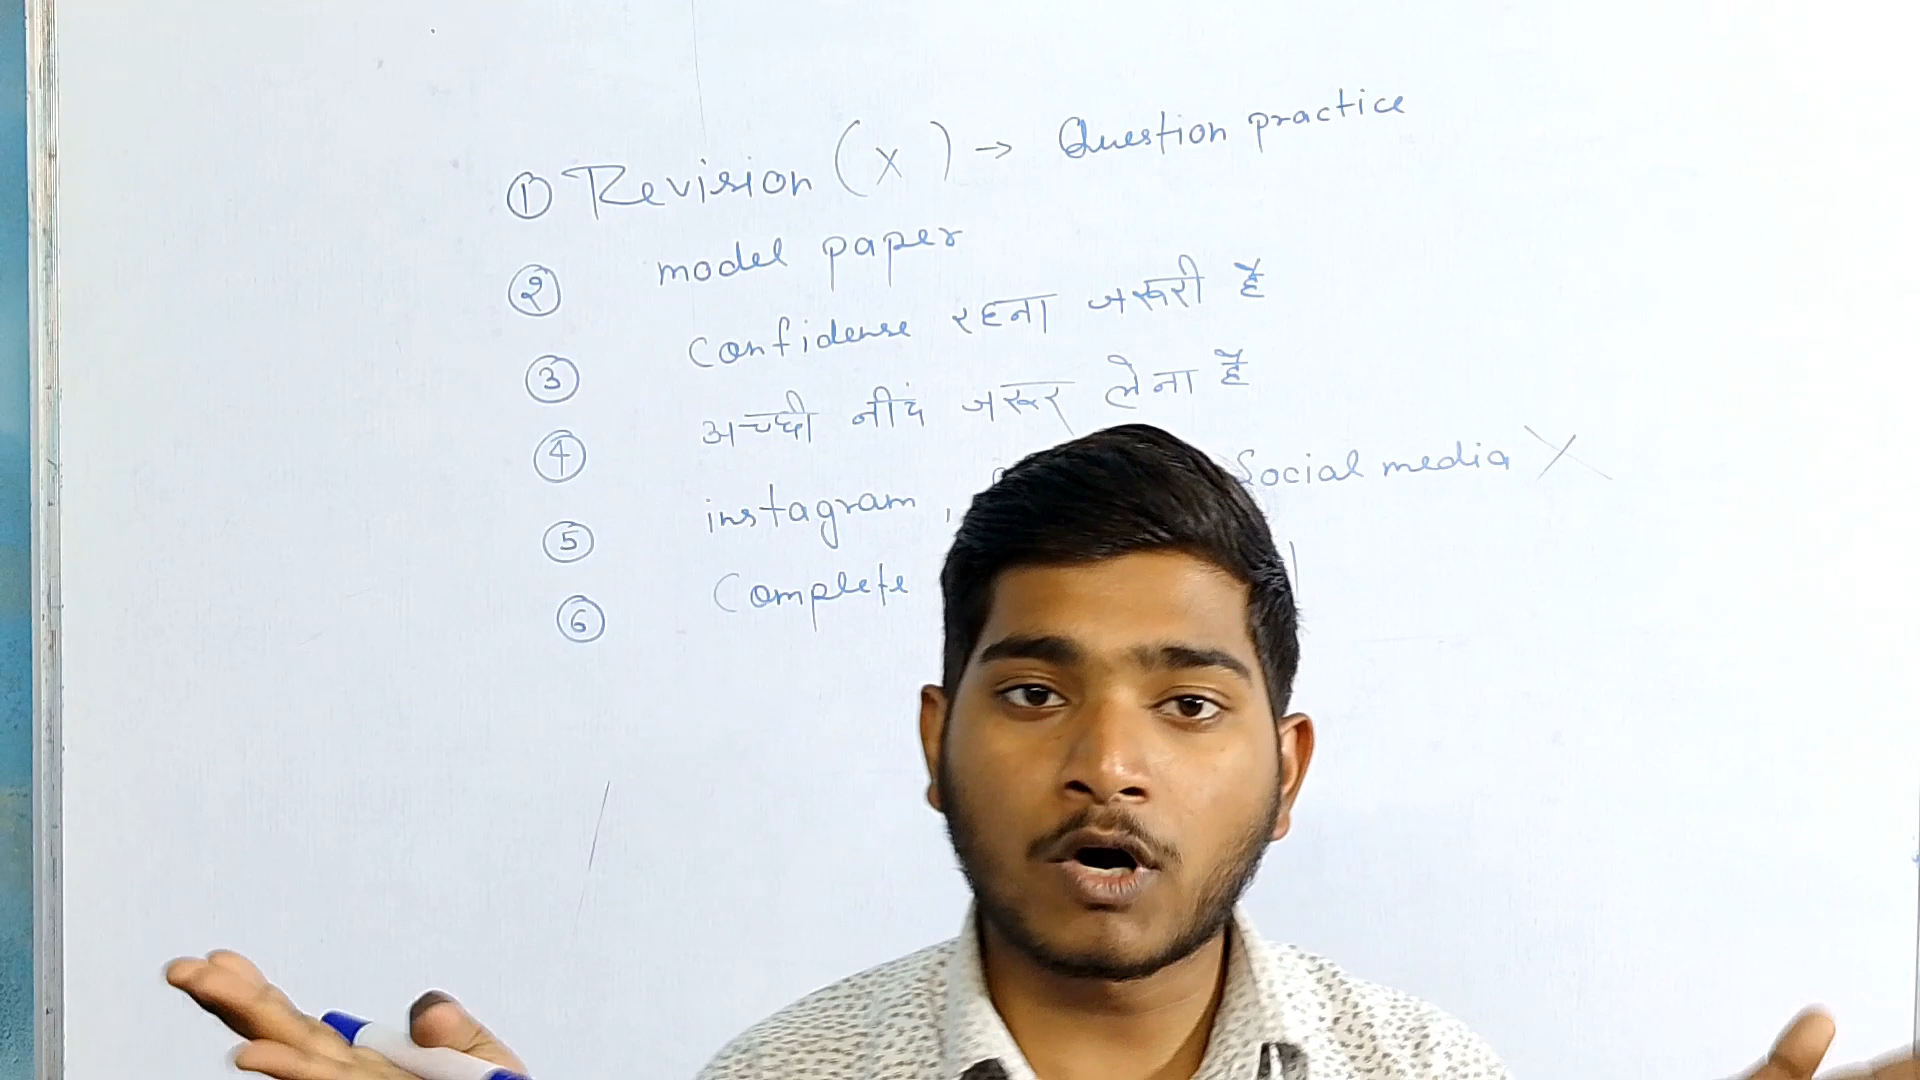 ① Revision (X) → Question practice
② model paper
③ Confidense रहना जरूरी है
④ अच्छी नींद जरूर लेना है
⑤ instagram, Social media X
⑥ Complete